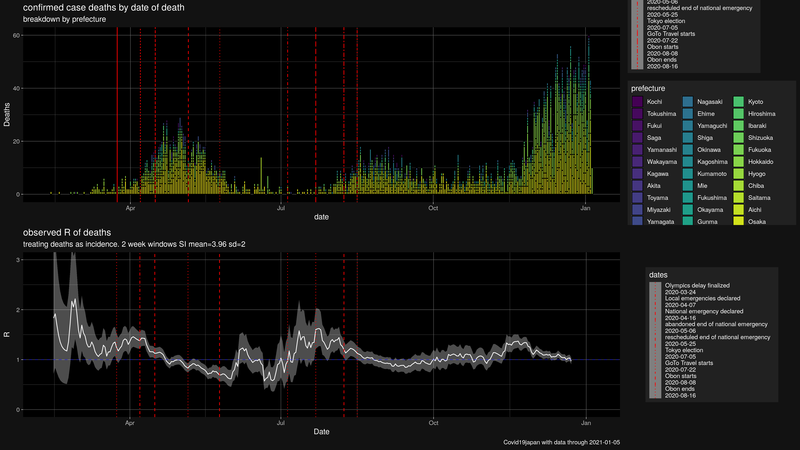 confirmed case deaths by date of death
breakdown by prefecture
60
40
20
0
Deaths
Apr
Jul
Oct
Jan
date
2020-05-06
rescheduled end of national emergency
2020-05-25
Tokyo election
2020-07-05
GoTo Travel starts
2020-07-22
Obon starts
2020-08-08
Obon ends
2020-08-16
prefecture
Kochi Nagasaki Kyoto
Tokushima Ehime Hiroshima
Fukui Yamaguchi Ibaraki
Saga Shiga Shizuoka
Yamanashi Okinawa Fukuoka
Wakayama Kagoshima Hokkaido
Kagawa Kumamoto Hyogo
Akita Mie Chiba
Toyama Fukushima Saitama
Miyazaki Okayama Aichi
Yamagata Gunma Osaka
observed R of deaths
treating deaths as incidence. 2 week windows SI mean=3.96 sd=2
3
2
1
0
R
Apr
Jul
Oct
Jan
Date
dates
Olympics delay finalized
2020-03-24
Local emergencies declared
2020-04-07
National emergency declared
2020-04-16
abandoned end of national emergency
2020-05-06
rescheduled end of national emergency
2020-05-25
Tokyo election
2020-07-05
GoTo Travel starts
2020-07-22
Obon starts
2020-08-08
Obon ends
2020-08-16
Covid19japan with data through 2021-01-05